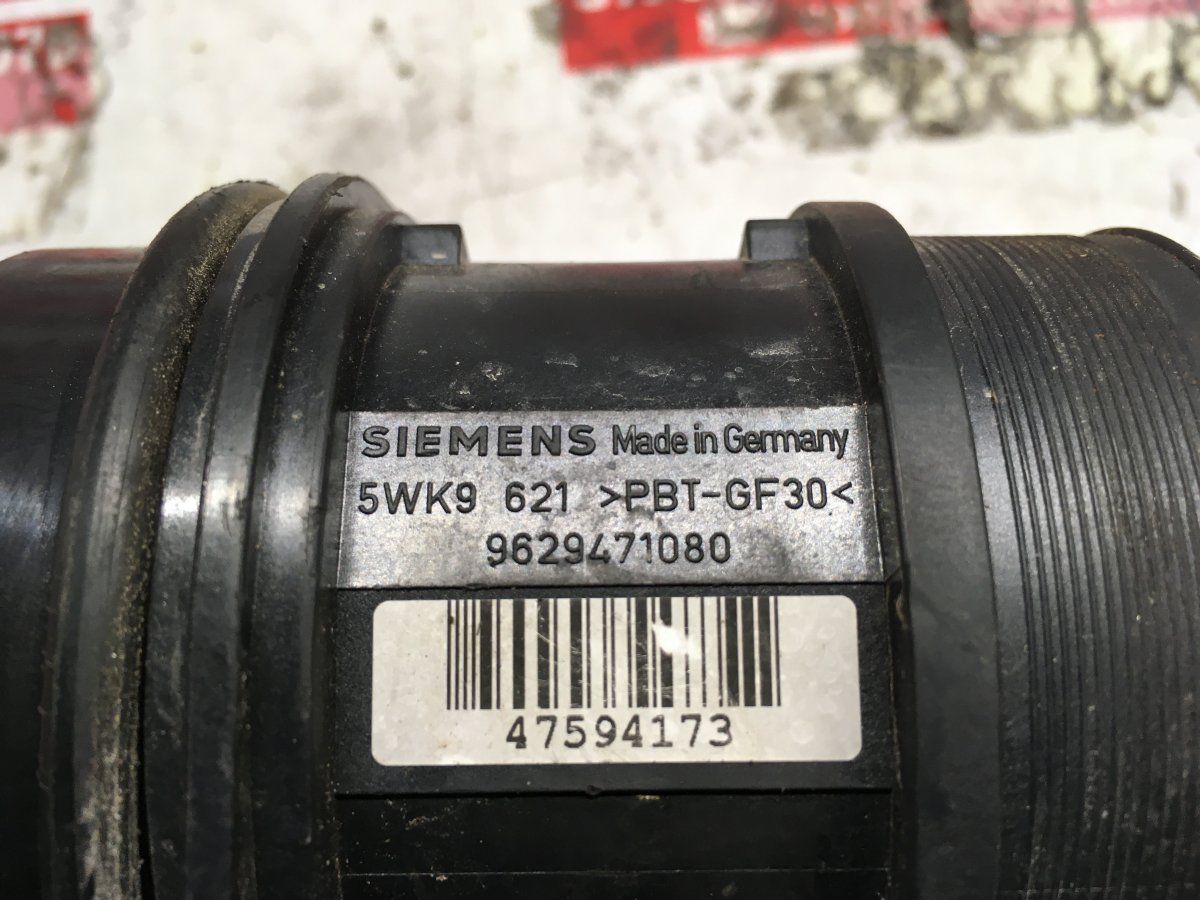 SIEMENS Made in Germany
5WK9 621 >PBT-GF30<
9629471080
47594173